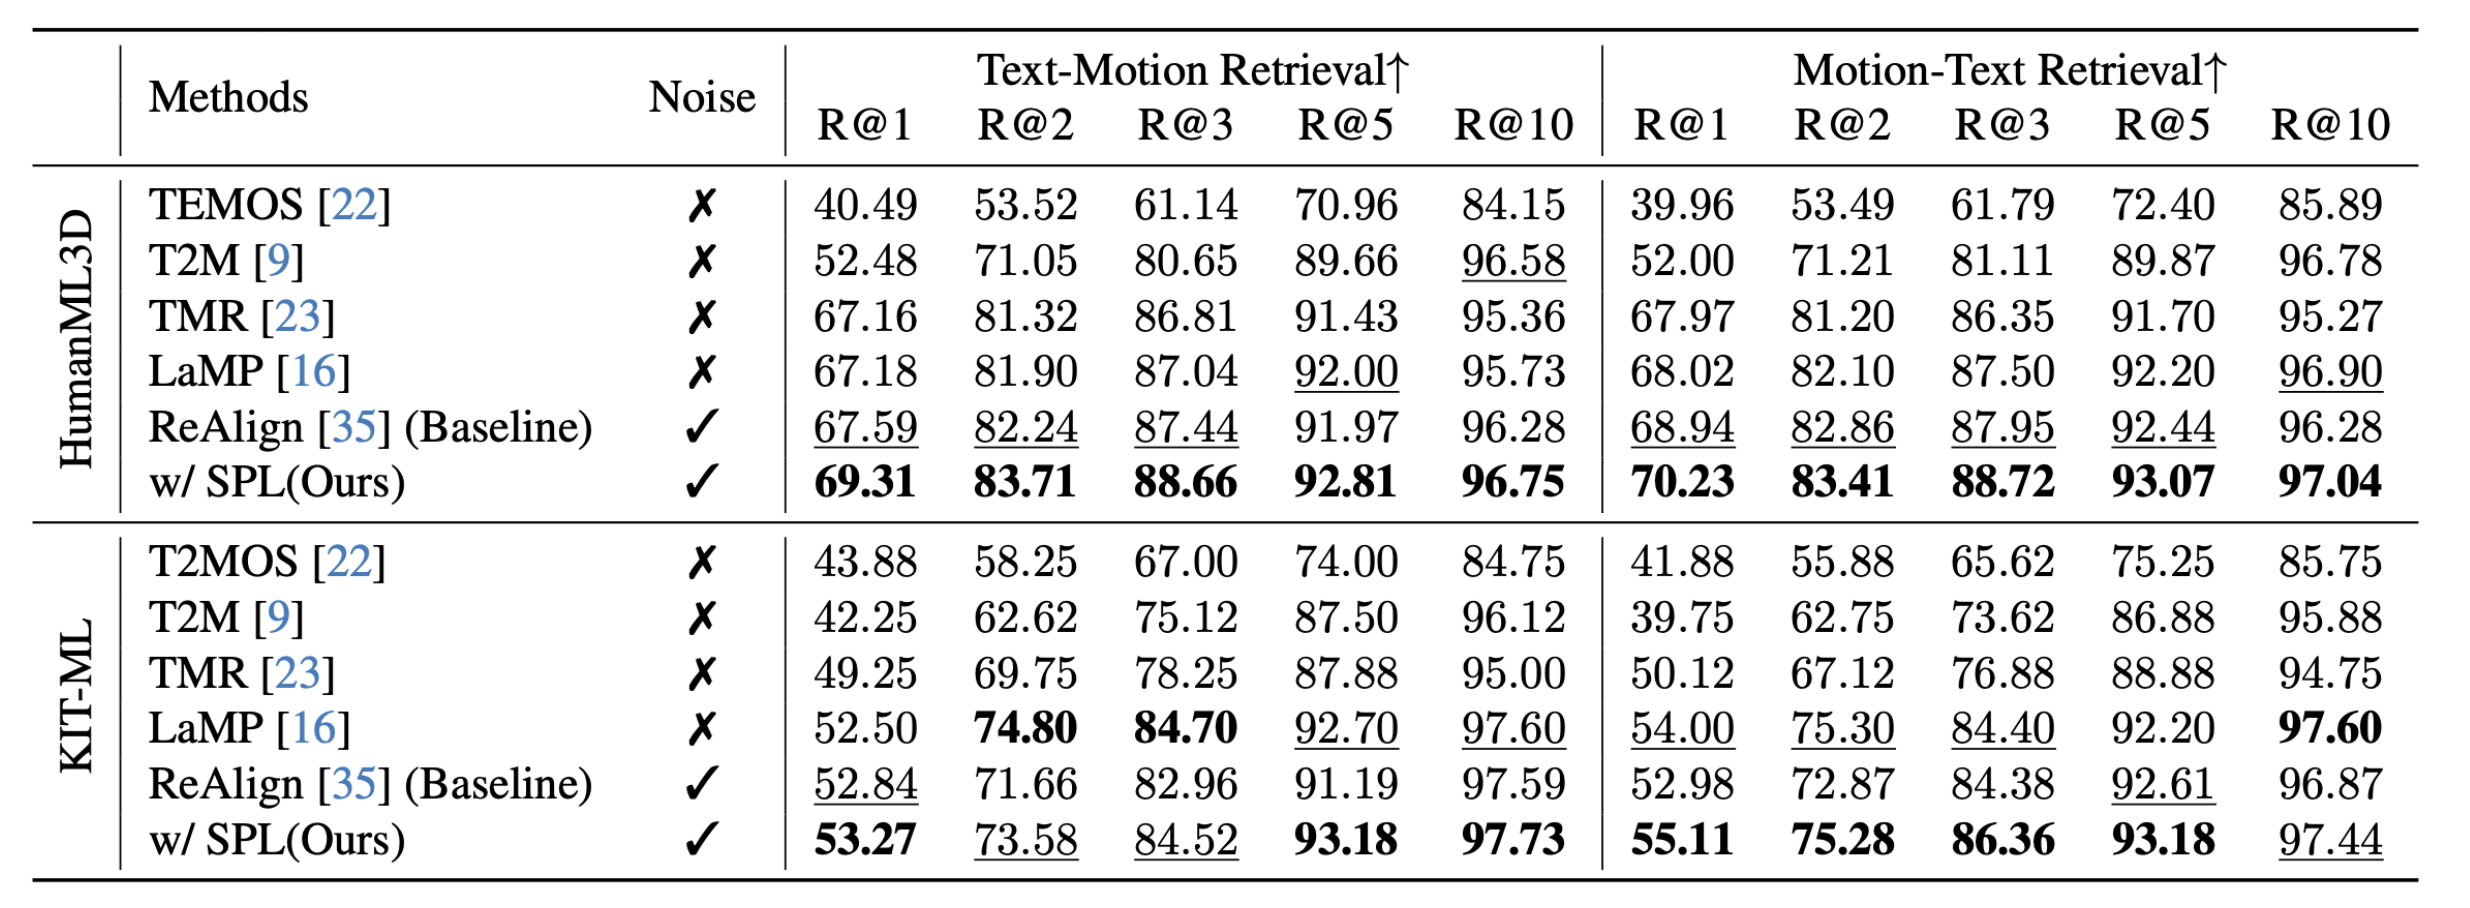 Methods Noise Text-Motion Retrieval↑ Motion-Text Retrieval↑
R@1 R@2 R@3 R@5 R@10 R@1 R@2 R@3 R@5 R@10
HumanML3D
TEMOS [22] ✗ 40.49 53.52 61.14 70.96 84.15 39.96 53.49 61.79 72.40 85.89
T2M [9] ✗ 52.48 71.05 80.65 89.66 96.58 52.00 71.21 81.11 89.87 96.78
TMR [23] ✗ 67.16 81.32 86.81 91.43 95.36 67.97 81.20 86.35 91.70 95.27
LaMP [16] ✗ 67.18 81.90 87.04 92.00 95.73 68.02 82.10 87.50 92.20 96.90
ReAlign [35] (Baseline) ✓ 67.59 82.24 87.44 91.97 96.28 68.94 82.86 87.95 92.44 96.28
w/ SPL(Ours) ✓ 69.31 83.71 88.66 92.81 96.75 70.23 83.41 88.72 93.07 97.04
KIT-ML
T2MOS [22] ✗ 43.88 58.25 67.00 74.00 84.75 41.88 55.88 65.62 75.25 85.75
T2M [9] ✗ 42.25 62.62 75.12 87.50 96.12 39.75 62.75 73.62 86.88 95.88
TMR [23] ✗ 49.25 69.75 78.25 87.88 95.00 50.12 67.12 76.88 88.88 94.75
LaMP [16] ✗ 52.50 74.80 84.70 92.70 97.60 54.00 75.30 84.40 92.20 97.60
ReAlign [35] (Baseline) ✓ 52.84 71.66 82.96 91.19 97.59 52.98 72.87 84.38 92.61 96.87
w/ SPL(Ours) ✓ 53.27 73.58 84.52 93.18 97.73 55.11 75.28 86.36 93.18 97.44